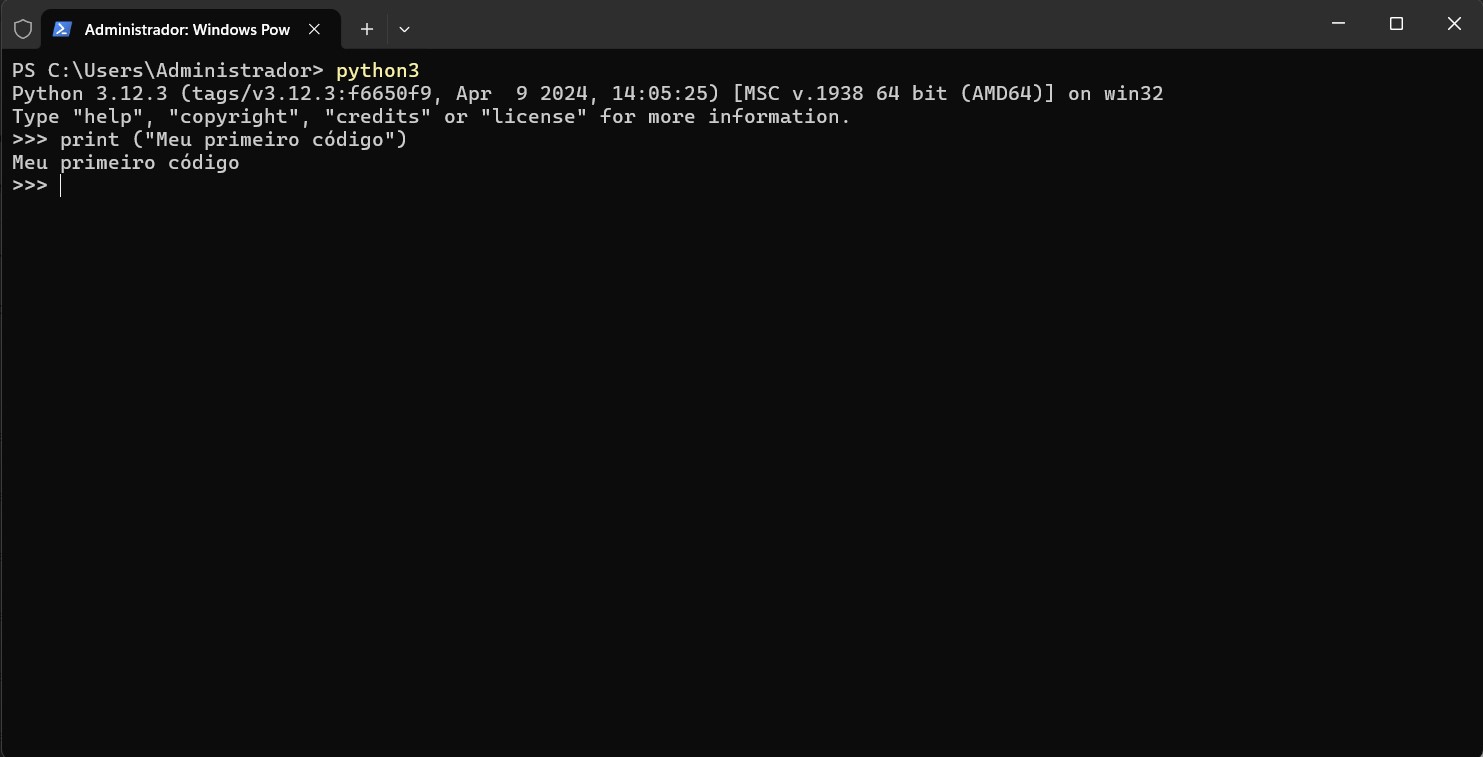 Administrador: Windows Pow
PS C:\Users\Administrador> python3
Python 3.12.3 (tags/v3.12.3:f6650f9, Apr  9 2024, 14:05:25) [MSC v.1938 64 bit (AMD64)] on win32
Type "help", "copyright", "credits" or "license" for more information.
>>> print ("Meu primeiro código")
Meu primeiro código
>>>